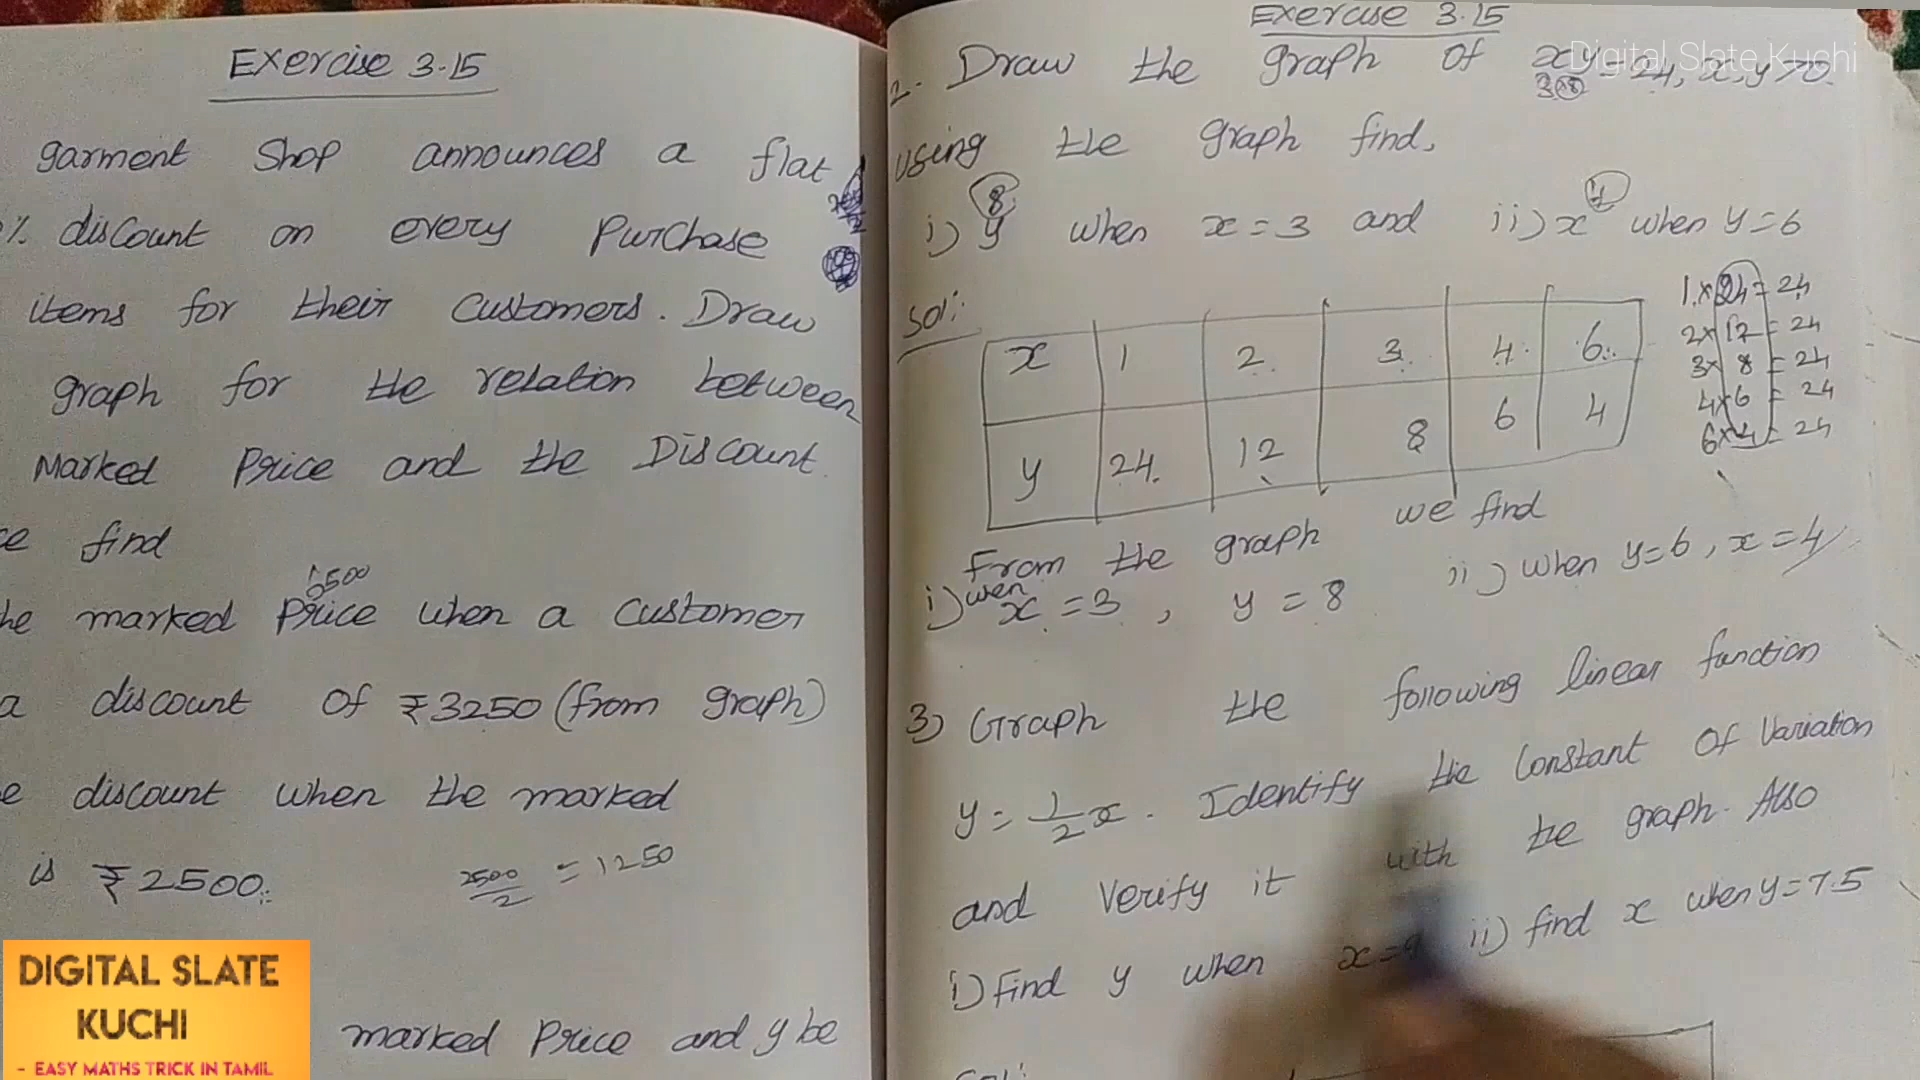 Exercise 3.15
garment Shop announces a flat
% discount on every Purchase
items for their Customers. Draw
graph for the relation between
Marked Price and the Discount.
find
6500
marked Price when a Customer
a discount of ₹3250 (from graph)
discount when the marked
is ₹2500.
2500/2 = 1250
marked Price and y be
DIGITAL SLATE
KUCHI
- EASY MATHS TRICK IN TAMIL
Exercise 3.15
Digital Slate Kuchi
2. Draw the graph of xy = 24, x, y > 0.
Using the graph find,
8 4
i) y when x = 3 and ii) x when y = 6
Sol:
x 1 2 3 4 6
y 24 12 8 6 4
1 x 24 = 24
2 x 12 = 24
3 x 8 = 24
4 x 6 = 24
6 x 4 = 24
From the graph we find
i) wen x = 3, y = 8 ii) when y = 6, x = 4
3) Graph the following linear function
y = 1/2 x. Identify the Constant Of Variation
and Verify it with the graph. Also
i) Find y when x = 9 ii) find x when y = 7.5
Sol: